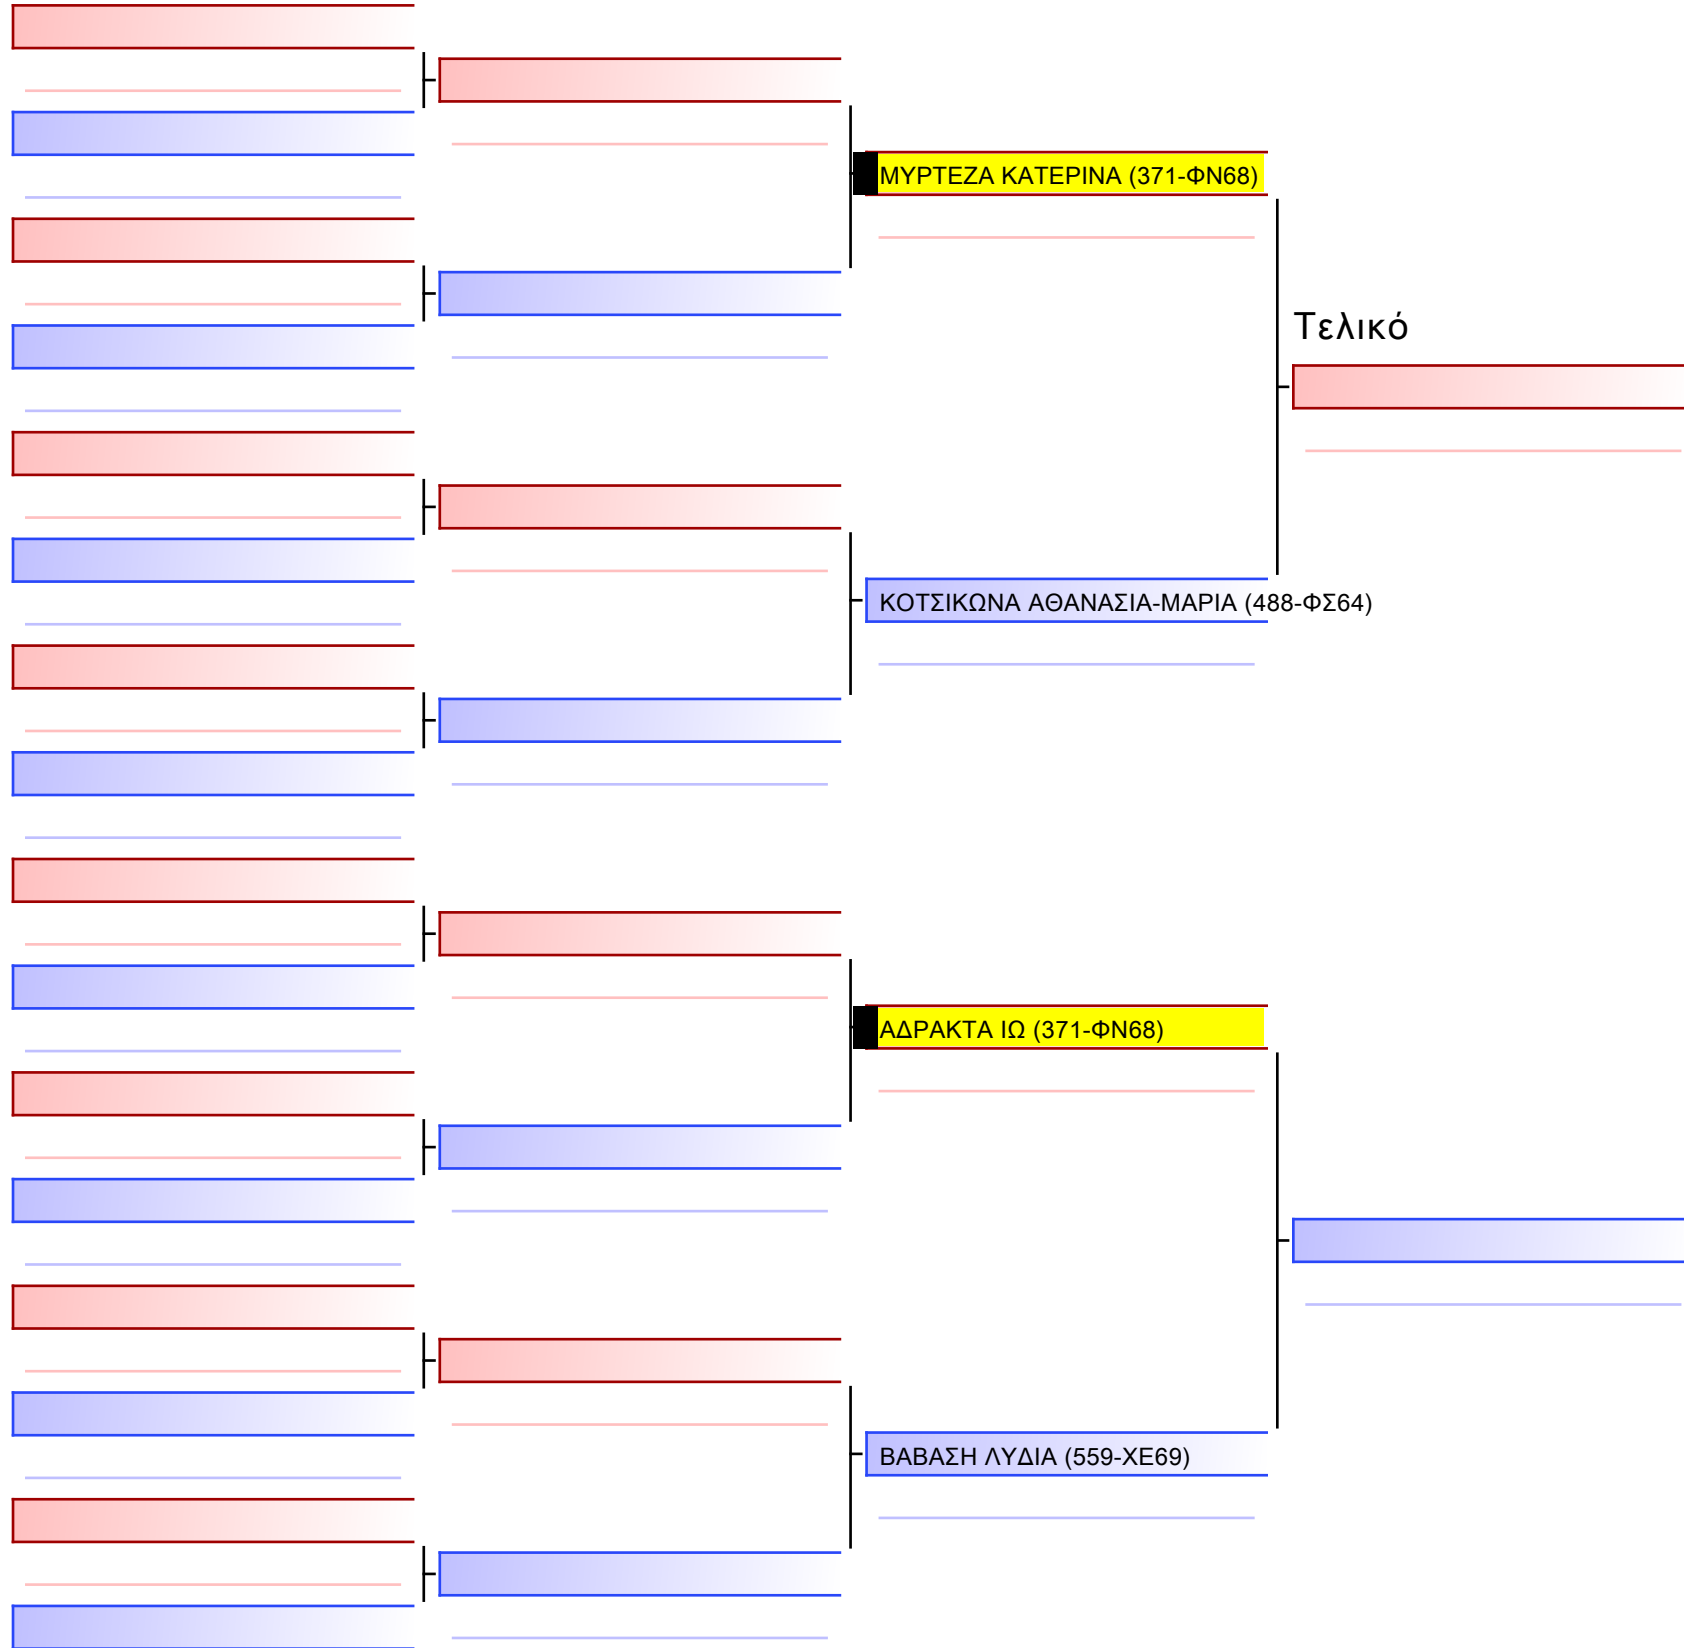 ΜΥΡΤΕΖΑ ΚΑΤΕΡΙΝΑ (371-ΦΝ68)
Τελικό
ΚΟΤΣΙΚΩΝΑ ΑΘΑΝΑΣΙΑ-ΜΑΡΙΑ (488-ΦΣ64)
ΑΔΡΑΚΤΑ ΙΩ (371-ΦΝ68)
ΒΑΒΑΣΗ ΛΥΔΙΑ (559-ΧΕ69)